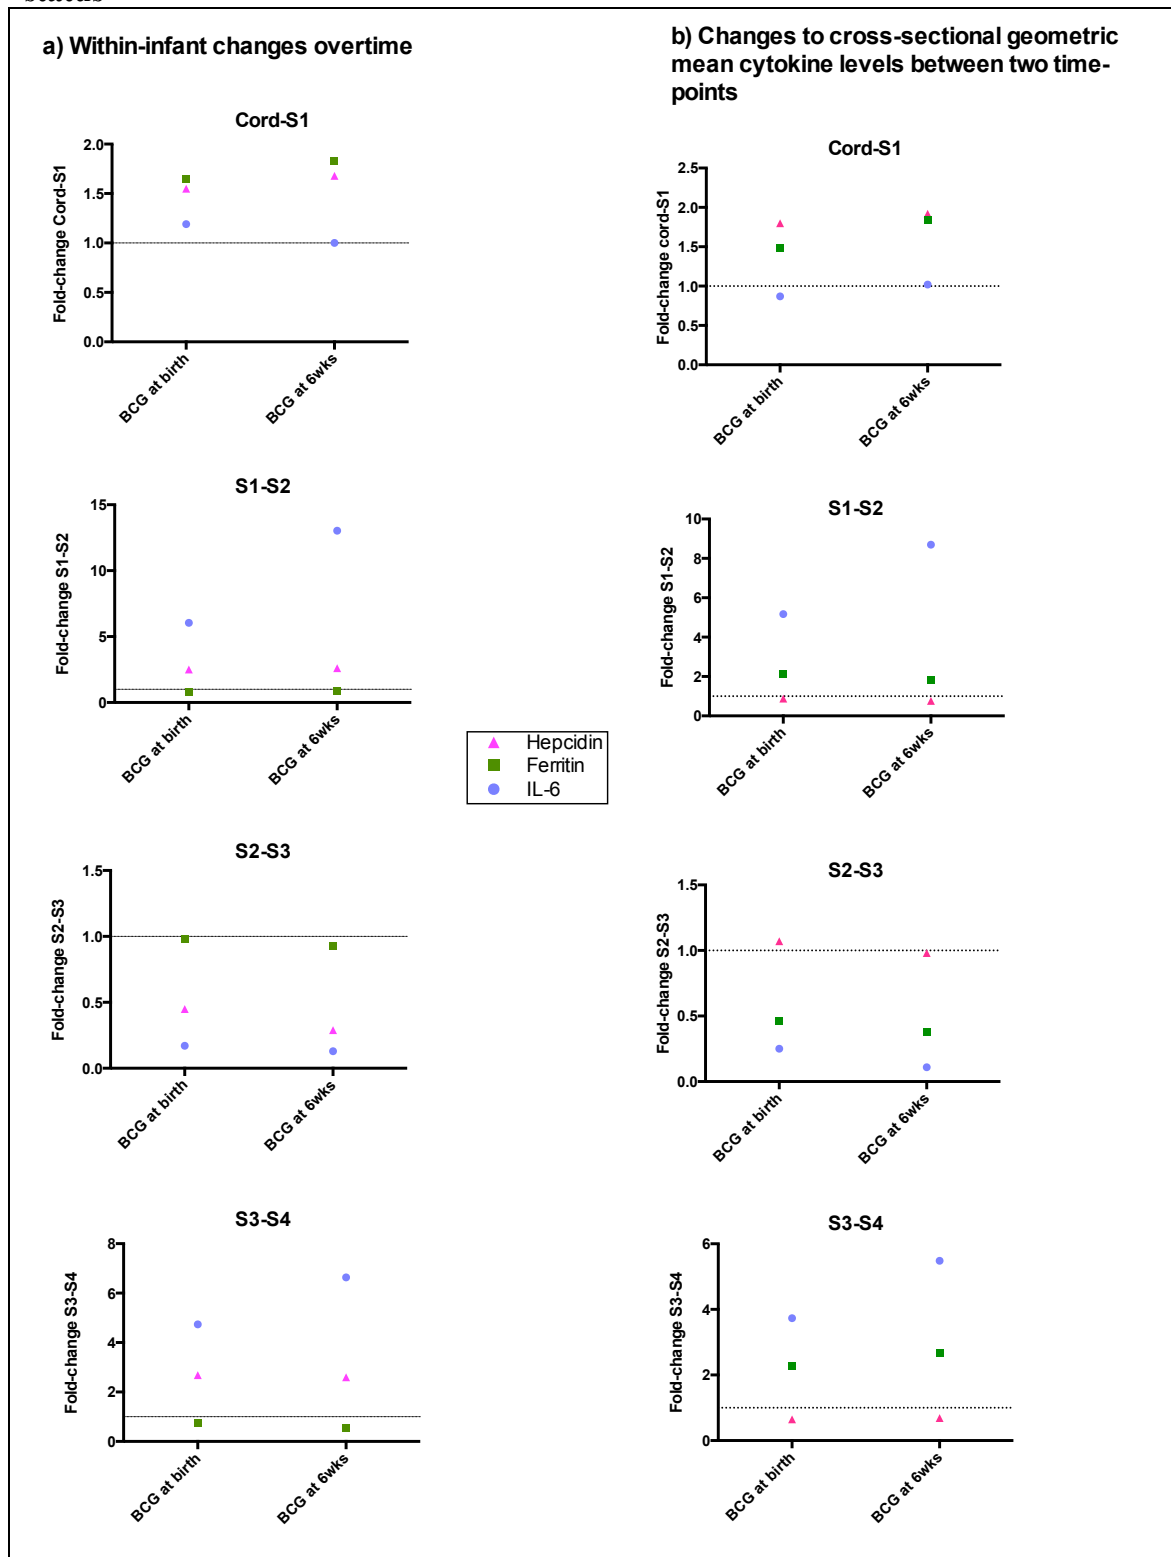 status
a) Within-infant changes overtime
Cord-S1
Fold-change Cord-S1
2.0
1.5
1.0
0.5
0.0
BCG at birth
BCG at 6wks
S1-S2
Fold-change S1-S2
15
10
5
0
BCG at birth
BCG at 6wks
S2-S3
Fold-change S2-S3
1.5
1.0
0.5
0.0
BCG at birth
BCG at 6wks
S3-S4
Fold-change S3-S4
8
6
4
2
0
BCG at birth
BCG at 6wks
Hepcidin
Ferritin
IL-6
b) Changes to cross-sectional geometric
mean cytokine levels between two time-
points
Cord-S1
Fold-change cord-S1
2.5
2.0
1.5
1.0
0.5
0.0
BCG at birth
BCG at 6wks
S1-S2
Fold-change S1-S2
10
8
6
4
2
0
BCG at birth
BCG at 6wks
S2-S3
Fold-change S2-S3
1.5
1.0
0.5
0.0
BCG at birth
BCG at 6wks
S3-S4
Fold-change S3-S4
6
4
2
0
BCG at birth
BCG at 6wks